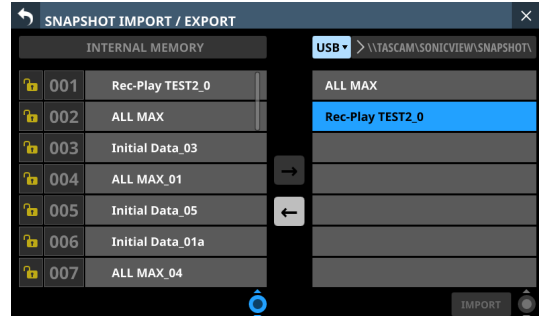 SNAPSHOT IMPORT / EXPORT
INTERNAL MEMORY
USB \\TASCAM\SONICVIEW\SNAPSHOT\
001 Rec-Play TEST2_0
002 ALL MAX
003 Initial Data_03
004 ALL MAX_01
005 Initial Data_05
006 Initial Data_01a
007 ALL MAX_04
ALL MAX
Rec-Play TEST2_0
IMPORT